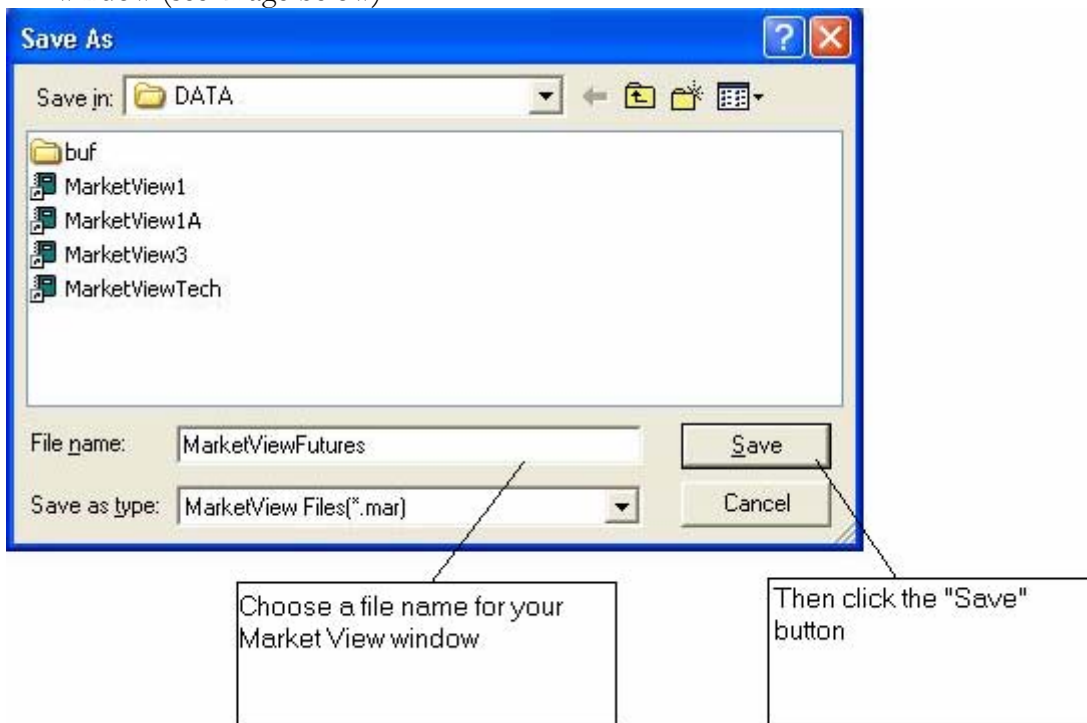 Save As
Save in: DATA
buf
MarketView1
MarketView1A
MarketView3
MarketViewTech
File name: MarketViewFutures Save
Save as type: MarketView Files(*.mar) Cancel
Choose a file name for your
Market View window
Then click the "Save"
button